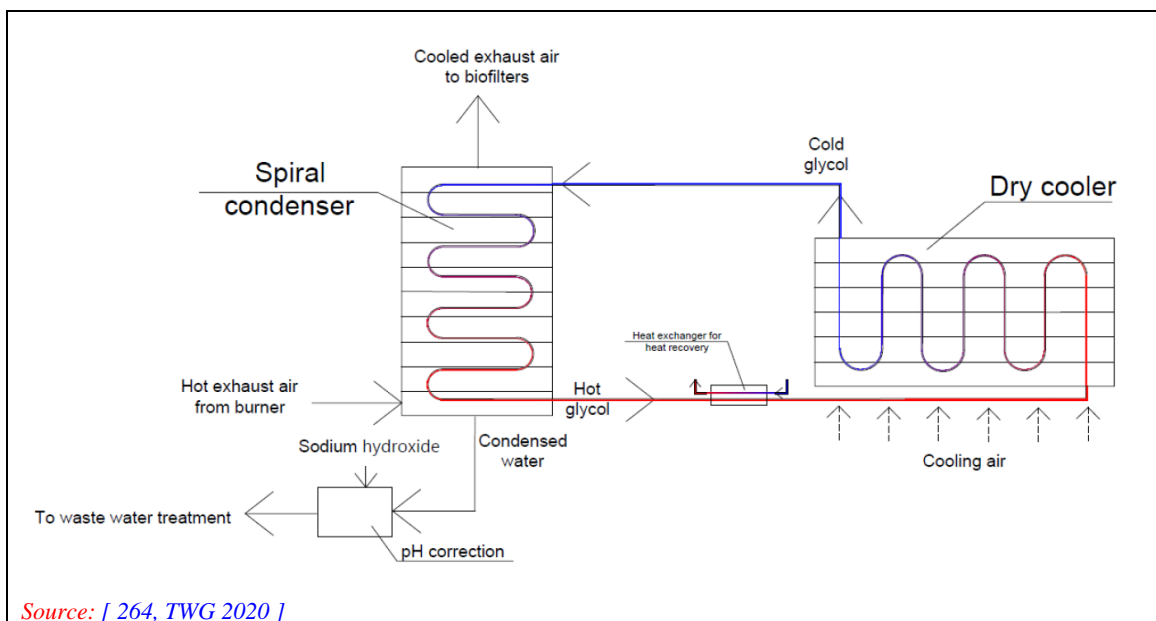 Cooled exhaust air
to biofilters
Spiral
condenser
Cold
glycol
Dry cooler
Heat exchanger for
heat recovery
Hot exhaust air
from burner
Hot
glycol
Sodium hydroxide
Condensed
water
Cooling air
To waste water treatment
pH correction
Source: [ 264, TWG 2020 ]